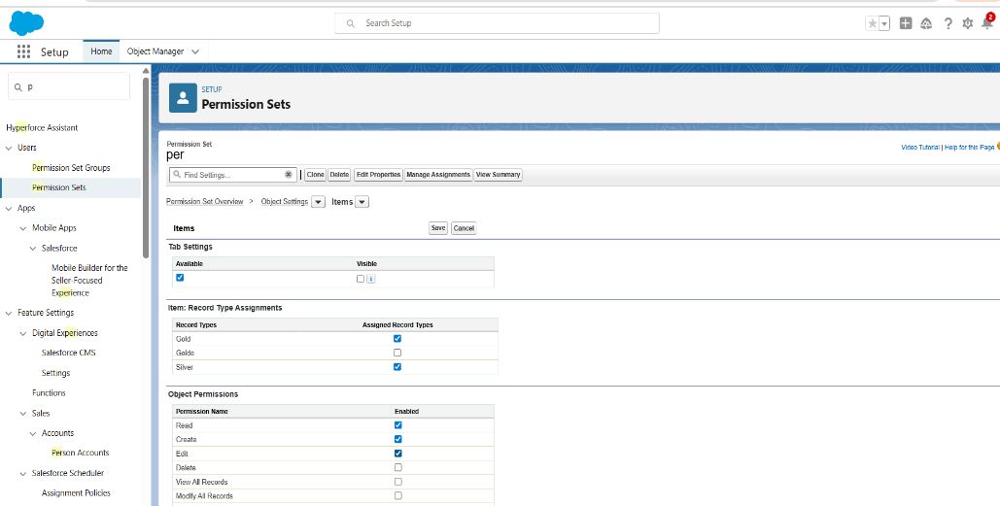 Search Setup
2
Setup
Home
Object Manager
p
Hyperforce Assistant
Users
Permission Set Groups
Permission Sets
Apps
Mobile Apps
Salesforce
Mobile Builder for the
Seller-Focused
Experience
Feature Settings
Digital Experiences
Salesforce CMS
Settings
Functions
Sales
Accounts
Person Accounts
Salesforce Scheduler
Assignment Policies
SETUP
Permission Sets
Permission Set
per
Video Tutorial | Help for this Page
Find Settings... | Clone Delete Edit Properties Manage Assignments View Summary
Permission Set Overview > Object Settings Items
Items Save Cancel
Tab Settings
Available Visible
i
Item: Record Type Assignments
Record Types Assigned Record Types
Gold
Golde
Silver
Object Permissions
Permission Name Enabled
Read
Create
Edit
Delete
View All Records
Modify All Records